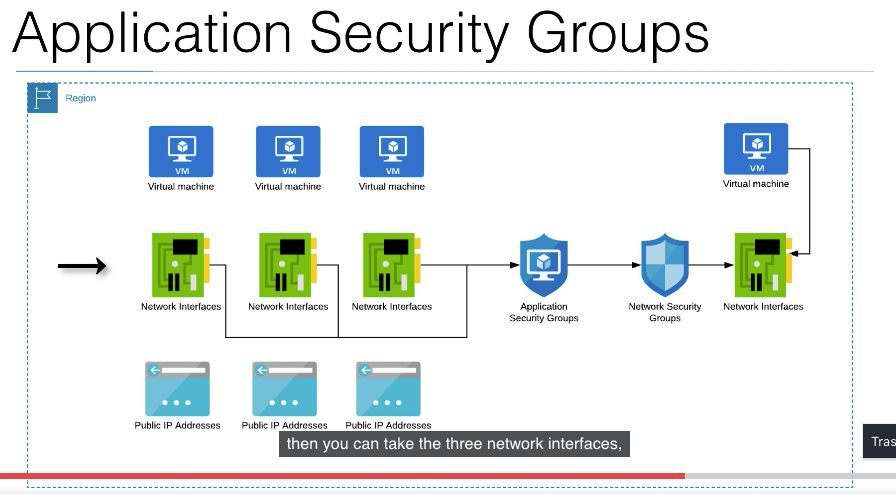 Application Security Groups
Region
VM
VM
VM
VM
Virtual machine
Virtual machine
Virtual machine
Virtual machine
Network Interfaces
Network Interfaces
Network Interfaces
Application
Security Groups
Network Security
Groups
Network Interfaces
Public IP Addresses
Public IP Addresses
Public IP Addresses
then you can take the three network interfaces,
Tras